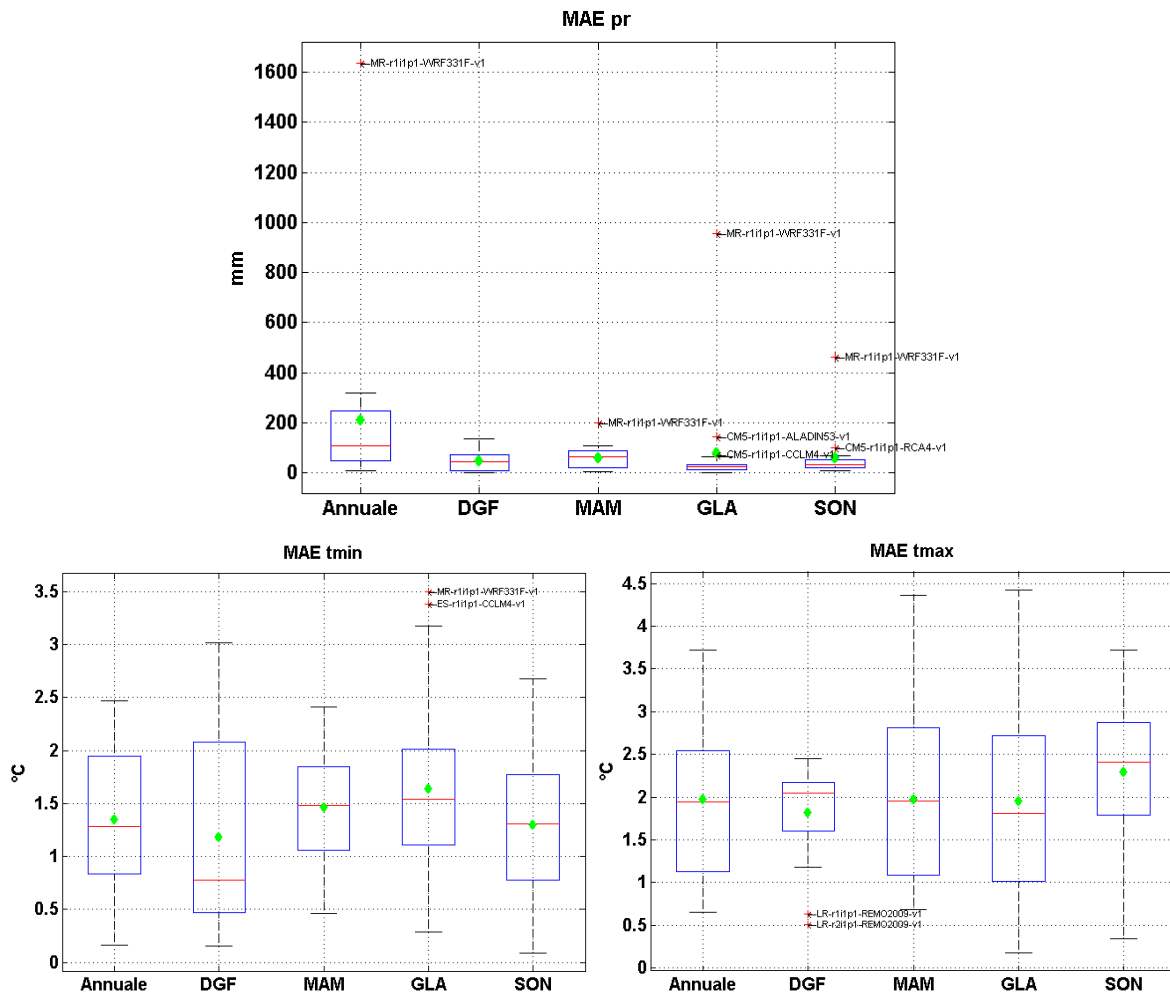 MAE pr
1600
1400
1200
1000
800
600
400
200
0
mm
MR-r1i1p1-WRF331F-v1
MR-r1i1p1-WRF331F-v1
MR-r1i1p1-WRF331F-v1
MR-r1i1p1-WRF331F-v1
CM5-r1i1p1-ALADIN53-v1
CM5-r1i1p1-RCA4-v1
CM5-r1i1p1-CCLM4-v1
Annuale DGF MAM GLA SON
MAE tmin
3.5
3
2.5
2
1.5
1
0.5
0
°C
MR-r1i1p1-WRF331F-v1
ES-r1i1p1-CCLM4-v1
Annuale DGF MAM GLA SON
MAE tmax
4.5
4
3.5
3
2.5
2
1.5
1
0.5
0
°C
LR-r1i1p1-REMO2009-v1
LR-r2i1p1-REMO2009-v1
Annuale DGF MAM GLA SON